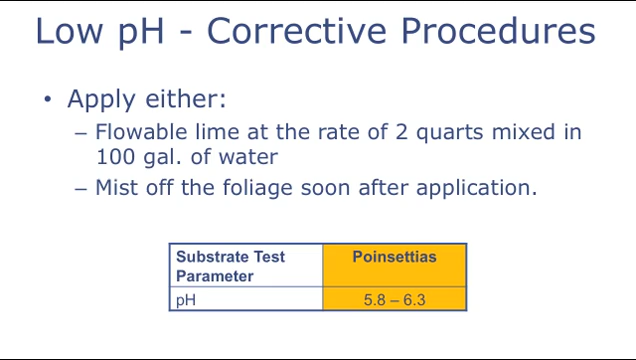 Low pH - Corrective Procedures
• Apply either:
– Flowable lime at the rate of 2 quarts mixed in
100 gal. of water
– Mist off the foliage soon after application.
Substrate Test Parameter Poinsettias
pH 5.8 – 6.3